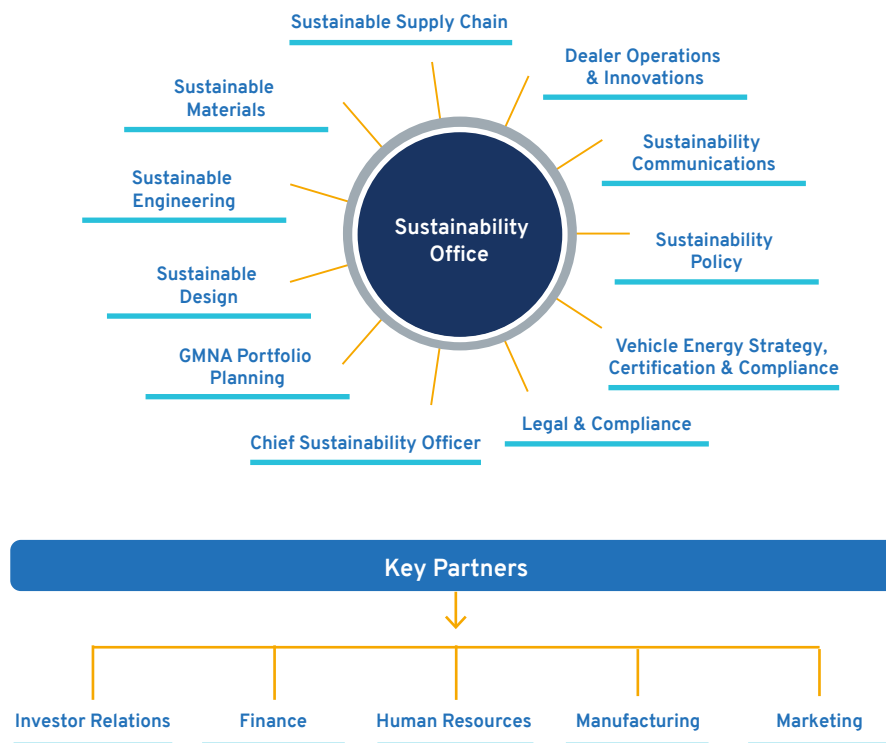 Sustainable Supply Chain
Dealer Operations
& Innovations
Sustainable
Materials
Sustainability
Communications
Sustainable
Engineering
Sustainability
Office
Sustainability
Policy
Sustainable
Design
GMNA Portfolio
Planning
Vehicle Energy Strategy,
Certification & Compliance
Chief Sustainability Officer
Legal & Compliance
Key Partners
Investor Relations
Finance
Human Resources
Manufacturing
Marketing